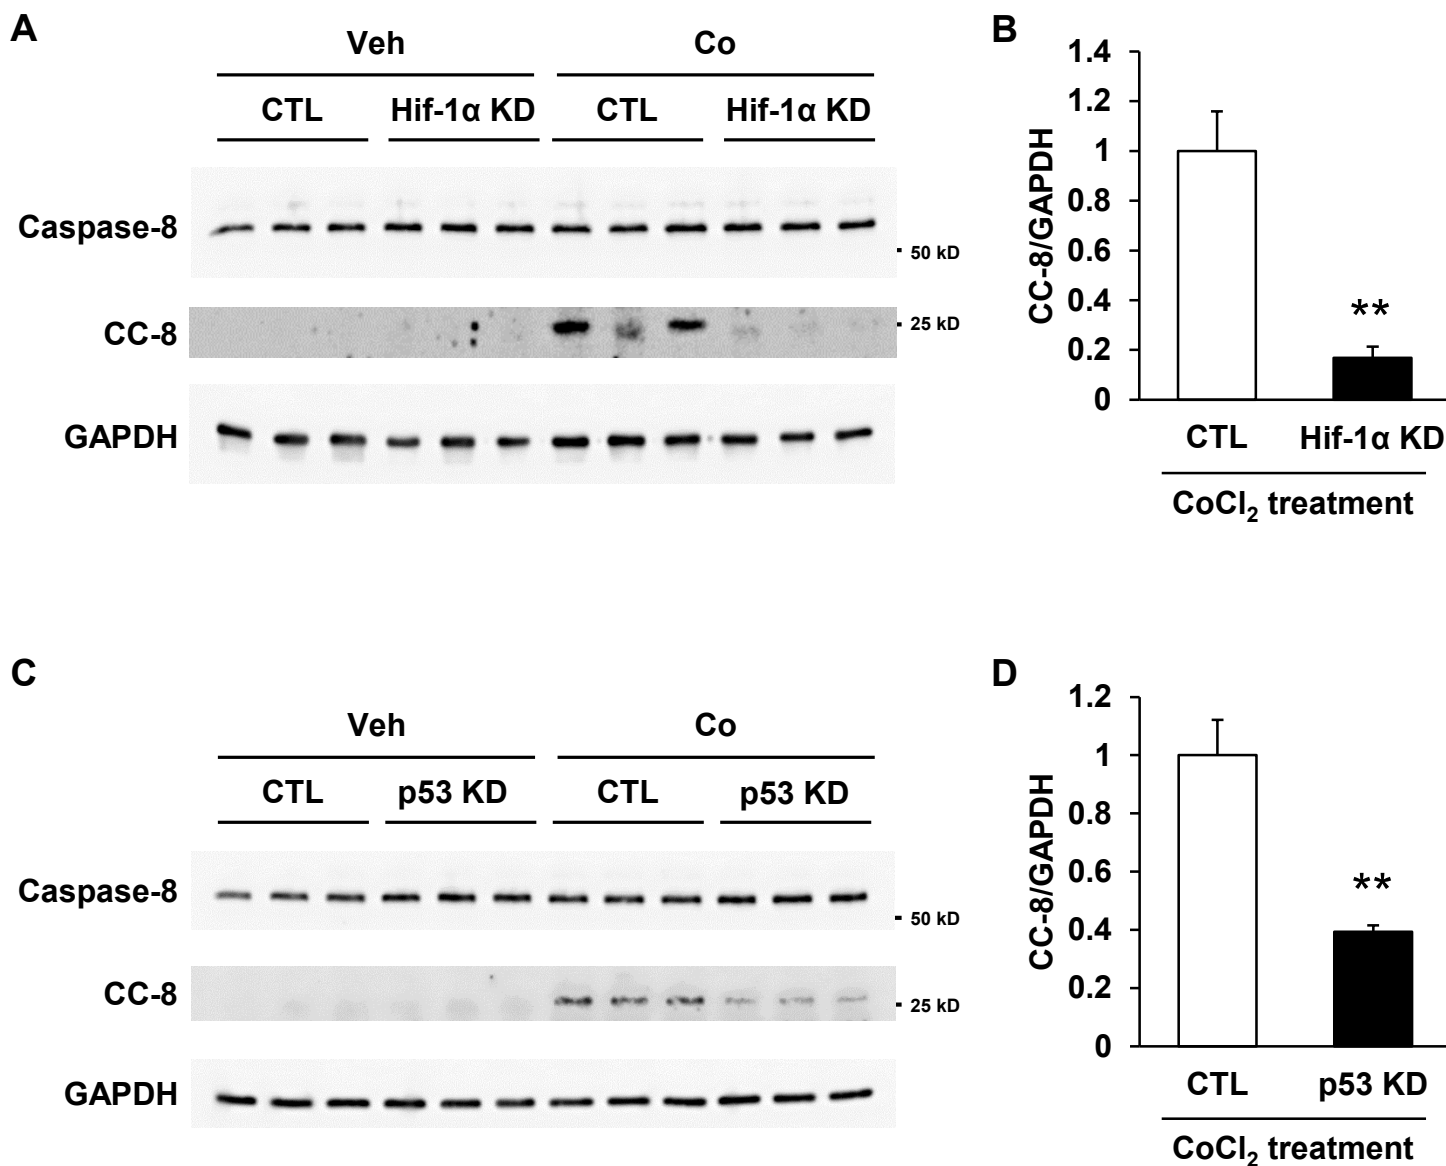 A
Veh Co
CTL Hif-1α KD CTL Hif-1α KD
Caspase-8
- 50 kD
CC-8
- 25 kD
GAPDH
B
CC-8/GAPDH
1.4
1.2
1
0.8
0.6
0.4
0.2
0
**
CTL Hif-1α KD
CoCl₂ treatment
C
Veh Co
CTL p53 KD CTL p53 KD
Caspase-8
- 50 kD
CC-8
- 25 kD
GAPDH
D
CC-8/GAPDH
1.2
1
0.8
0.6
0.4
0.2
0
**
CTL p53 KD
CoCl₂ treatment